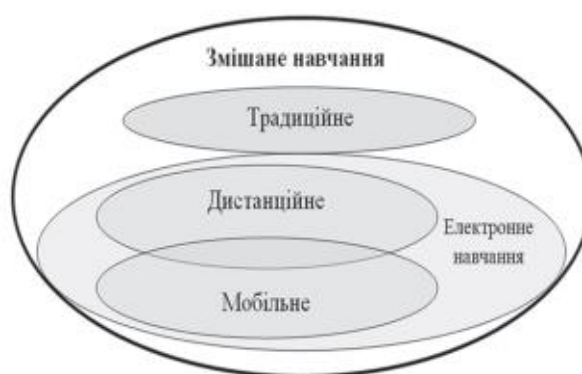 Змішане навчання
Традиційне
Дистанційне
Електронне
навчання
Мобільне